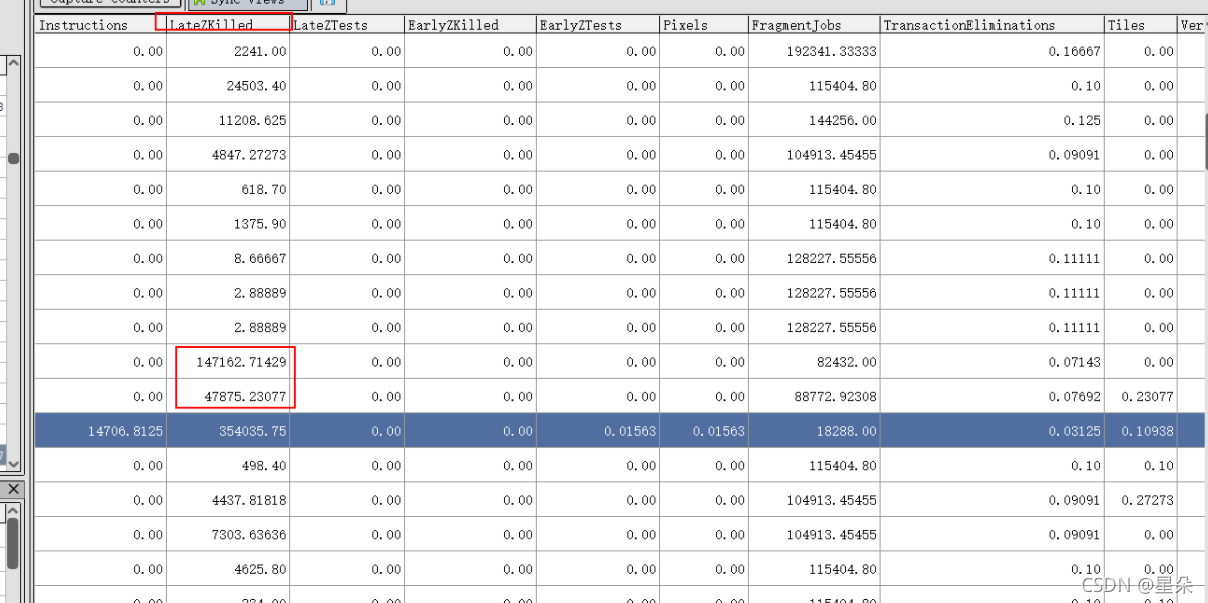 Capture counters Sync Views
Instructions LateZKilled LateZTests EarlyZKilled EarlyZTests Pixels FragmentJobs TransactionEliminations Tiles Ver
0.00 2241.00 0.00 0.00 0.00 0.00 192341.33333 0.16667 0.00
0.00 24503.40 0.00 0.00 0.00 0.00 115404.80 0.10 0.00
0.00 11208.625 0.00 0.00 0.00 0.00 144256.00 0.125 0.00
0.00 4847.27273 0.00 0.00 0.00 0.00 104913.45455 0.09091 0.00
0.00 618.70 0.00 0.00 0.00 0.00 115404.80 0.10 0.00
0.00 1375.90 0.00 0.00 0.00 0.00 115404.80 0.10 0.00
0.00 8.66667 0.00 0.00 0.00 0.00 128227.55556 0.11111 0.00
0.00 2.88889 0.00 0.00 0.00 0.00 128227.55556 0.11111 0.00
0.00 2.88889 0.00 0.00 0.00 0.00 128227.55556 0.11111 0.00
0.00 147162.71429 0.00 0.00 0.00 0.00 82432.00 0.07143 0.00
0.00 47875.23077 0.00 0.00 0.00 0.00 88772.92308 0.07692 0.23077
14706.8125 354035.75 0.00 0.00 0.01563 0.01563 18288.00 0.03125 0.10938
0.00 498.40 0.00 0.00 0.00 0.00 115404.80 0.10 0.10
0.00 4437.81818 0.00 0.00 0.00 0.00 104913.45455 0.09091 0.27273
0.00 7303.63636 0.00 0.00 0.00 0.00 104913.45455 0.09091 0.00
0.00 4625.80 0.00 0.00 0.00 0.00 115404.80 0.10 0.00
CSDN @星朵